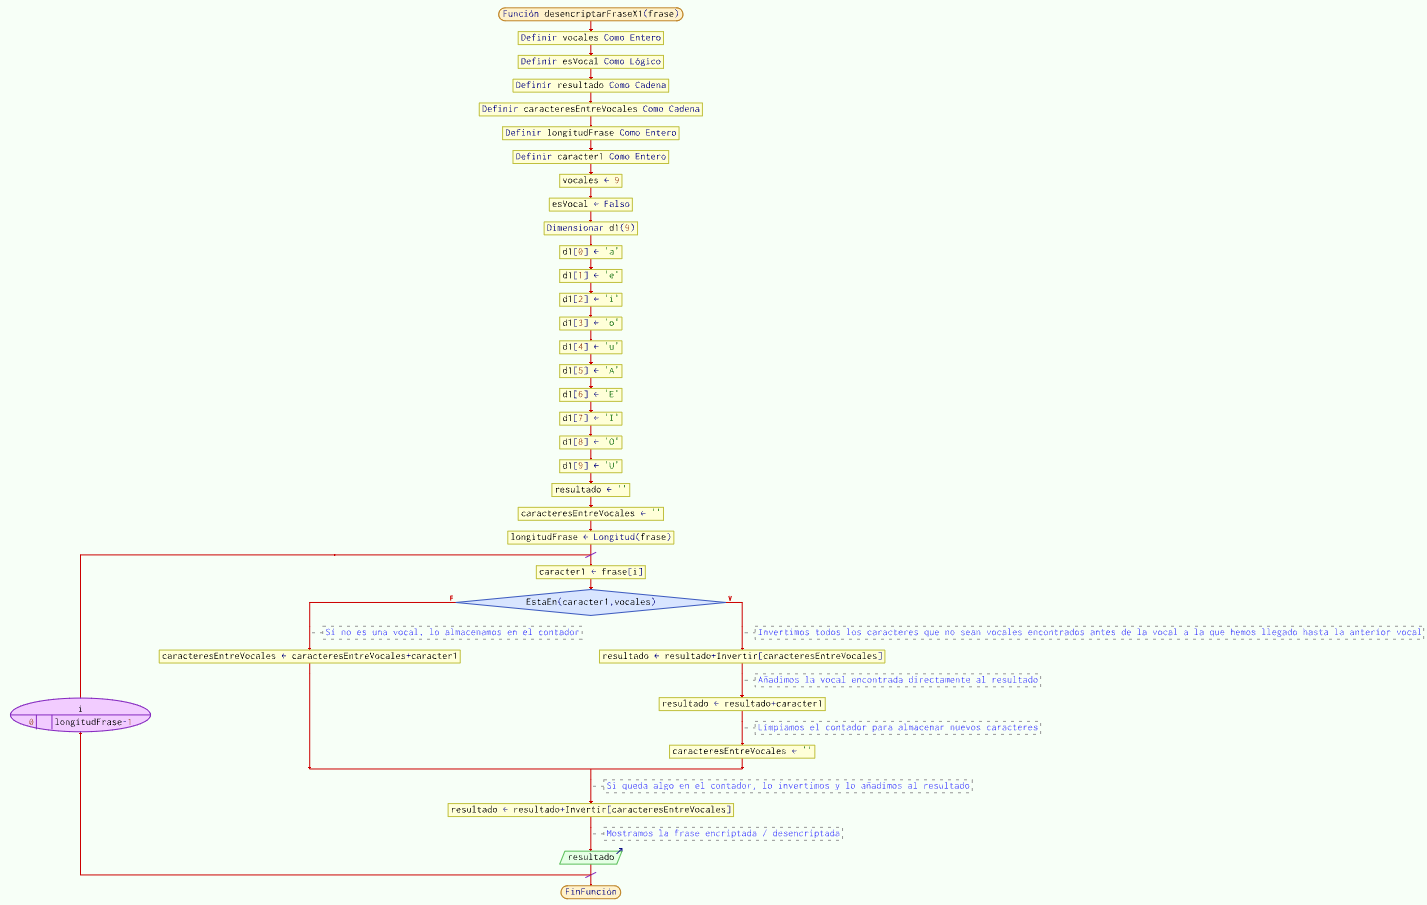 Función desencriptarFraseX1(frase)
Definir vocales Como Entero
Definir esVocal Como Lógico
Definir resultado Como Cadena
Definir caracteresEntreVocales Como Cadena
Definir longitudFrase Como Entero
Definir caracter1 Como Entero
vocales ← 9
esVocal ← Falso
Dimensionar d1(9)
d1[0] ← 'a'
d1[1] ← 'e'
d1[2] ← 'i'
d1[3] ← 'o'
d1[4] ← 'u'
d1[5] ← 'A'
d1[6] ← 'E'
d1[7] ← 'I'
d1[8] ← 'O'
d1[9] ← 'U'
resultado ← ''
caracteresEntreVocales ← ''
longitudFrase ← Longitud(frase)
caracter1 ← frase[i]
F
EstaEn(caracter1,vocales)
V
Si no es una vocal, lo almacenamos en el contador
Invertimos todos los caracteres que no sean vocales encontrados antes de la vocal a la que hemos llegado hasta la anterior vocal
caracteresEntreVocales ← caracteresEntreVocales+caracter1
resultado ← resultado+Invertir[caracteresEntreVocales]
Añadimos la vocal encontrada directamente al resultado
resultado ← resultado+caracter1
i
0 longitudFrase-1
Limpiamos el contador para almacenar nuevos caracteres
caracteresEntreVocales ← ''
Si queda algo en el contador, lo invertimos y lo añadimos al resultado
resultado ← resultado+Invertir[caracteresEntreVocales]
Mostramos la frase encriptada / desencriptada
resultado
FinFunción